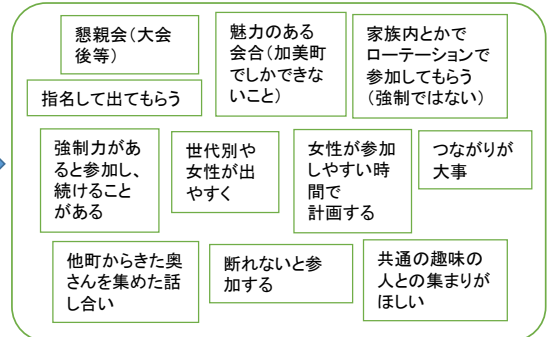 懇親会(大会
後等)
魅力のある
会合(加美町
でしかできな
いこと)
家族内とかで
ローテーションで
参加してもらう
(強制ではない)
指名して出てもらう
強制力があ
ると参加し、
続けること
がある
世代別や
女性が出
やすく
女性が参加
しやすい時
間で
計画する
つながりが
大事
他町からきた奥
さんを集めた話
し合い
断れないと参
加する
共通の趣味の
人との集まりが
ほしい